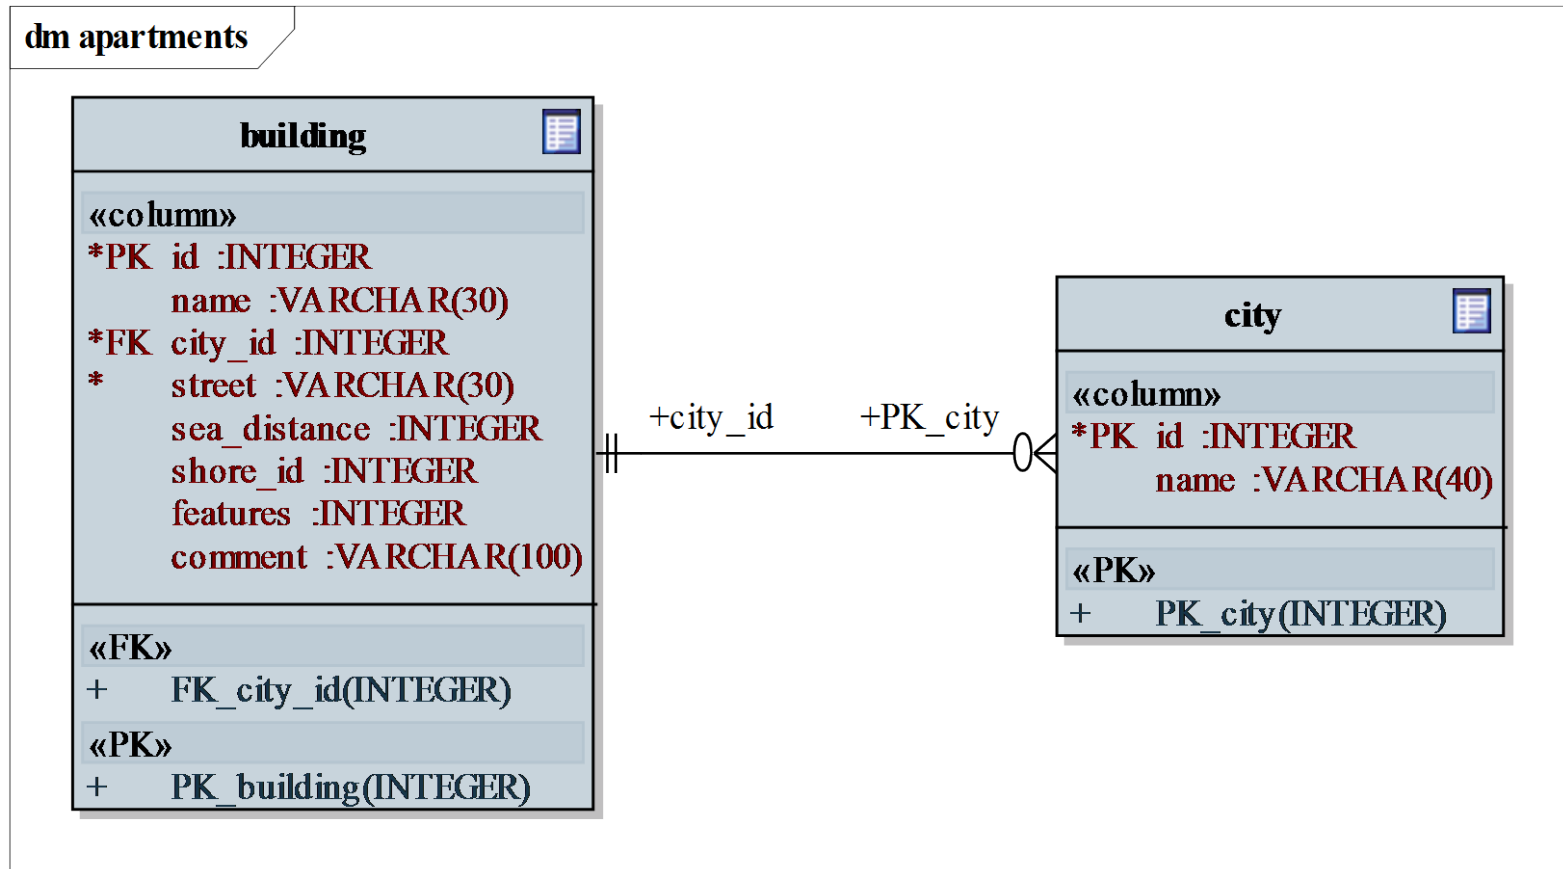 dm apartments
building
«column»
*PK id :INTEGER
name :VARCHAR(30)
*FK city_id :INTEGER
* street :VARCHAR(30)
sea_distance :INTEGER
shore_id :INTEGER
features :INTEGER
comment :VARCHAR(100)
«FK»
+ FK_city_id(INTEGER)
«PK»
+ PK_building(INTEGER)
+city_id
+PK_city
city
«column»
*PK id :INTEGER
name :VARCHAR(40)
«PK»
+ PK_city(INTEGER)